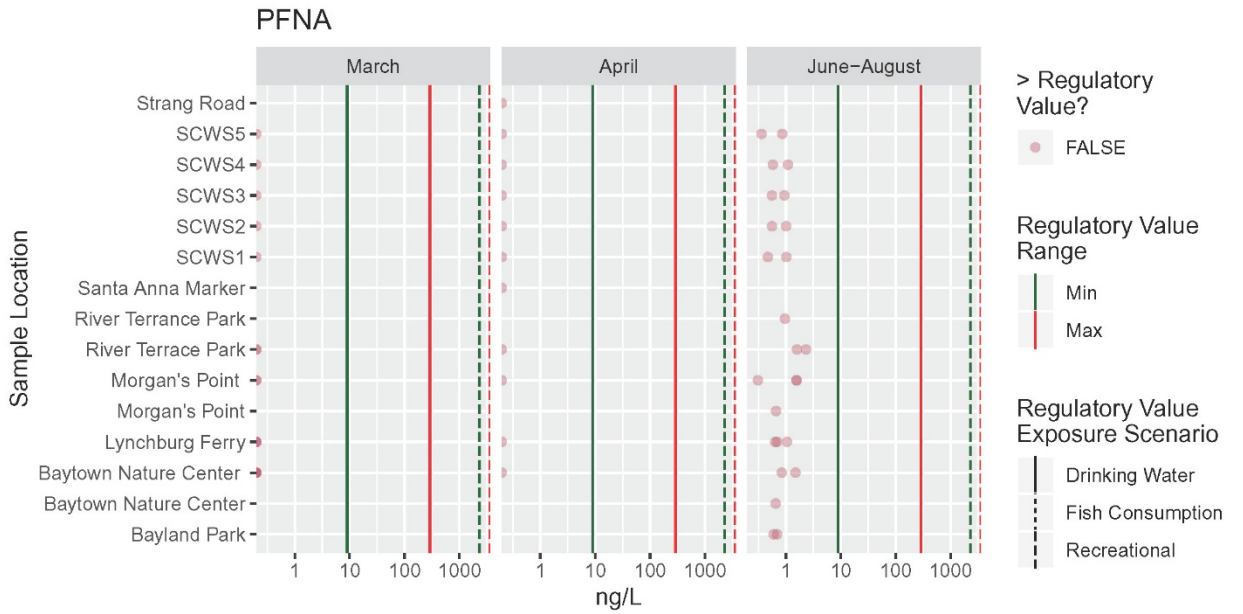 PFNA
March
April
June−August
Strang Road
SCWS5
SCWS4
SCWS3
SCWS2
SCWS1
Santa Anna Marker
River Terrance Park
River Terrace Park
Morgan's Point
Morgan's Point
Lynchburg Ferry
Baytown Nature Center
Baytown Nature Center
Bayland Park
Sample Location
1 10 100 1000
1 10 100 1000
1 10 100 1000
ng/L
> Regulatory
Value?
FALSE
Regulatory Value
Range
Min
Max
Regulatory Value
Exposure Scenario
Drinking Water
Fish Consumption
Recreational